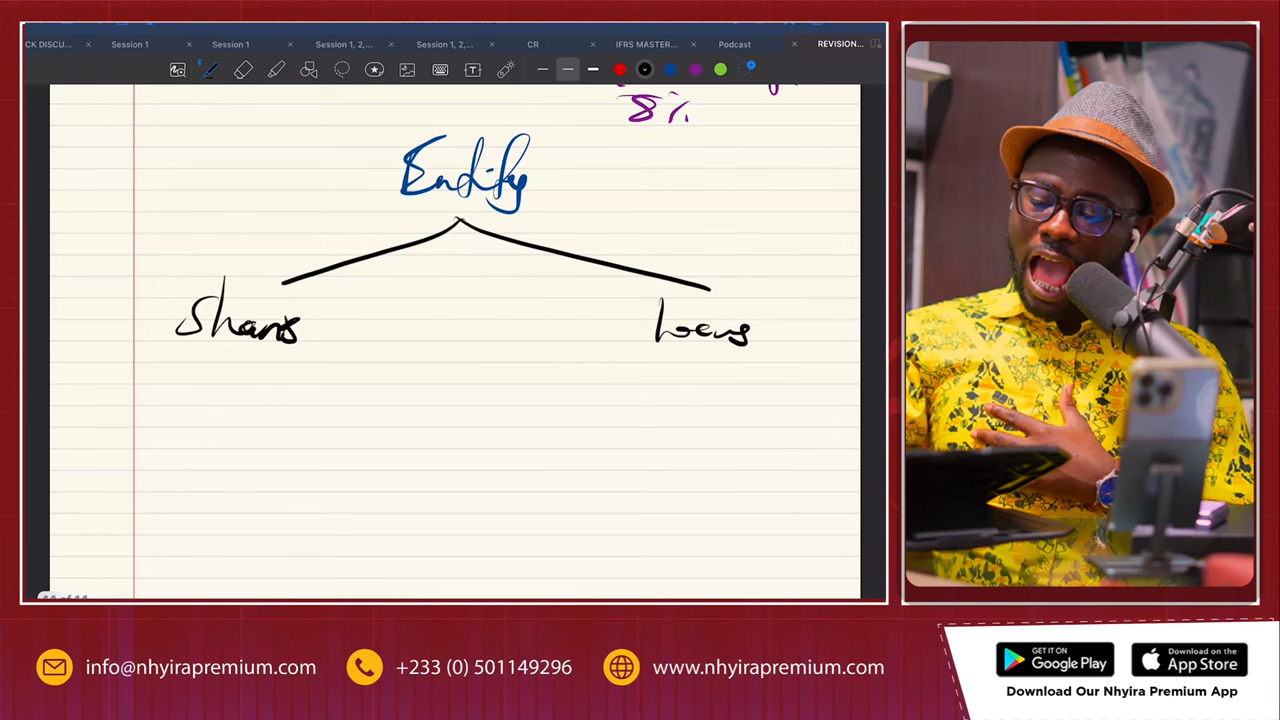 CK DISCU... Session 1 Session 1 Session 1, 2,... Session 1, 2,... CR IFRS MASTER... Podcast REVISION...
8%
Entity
Shares
Loans
info@nhyirapremium.com +233 (0) 501149296 www.nhyirapremium.com
GET IT ON Google Play Download on the App Store
Download Our Nhyira Premium App